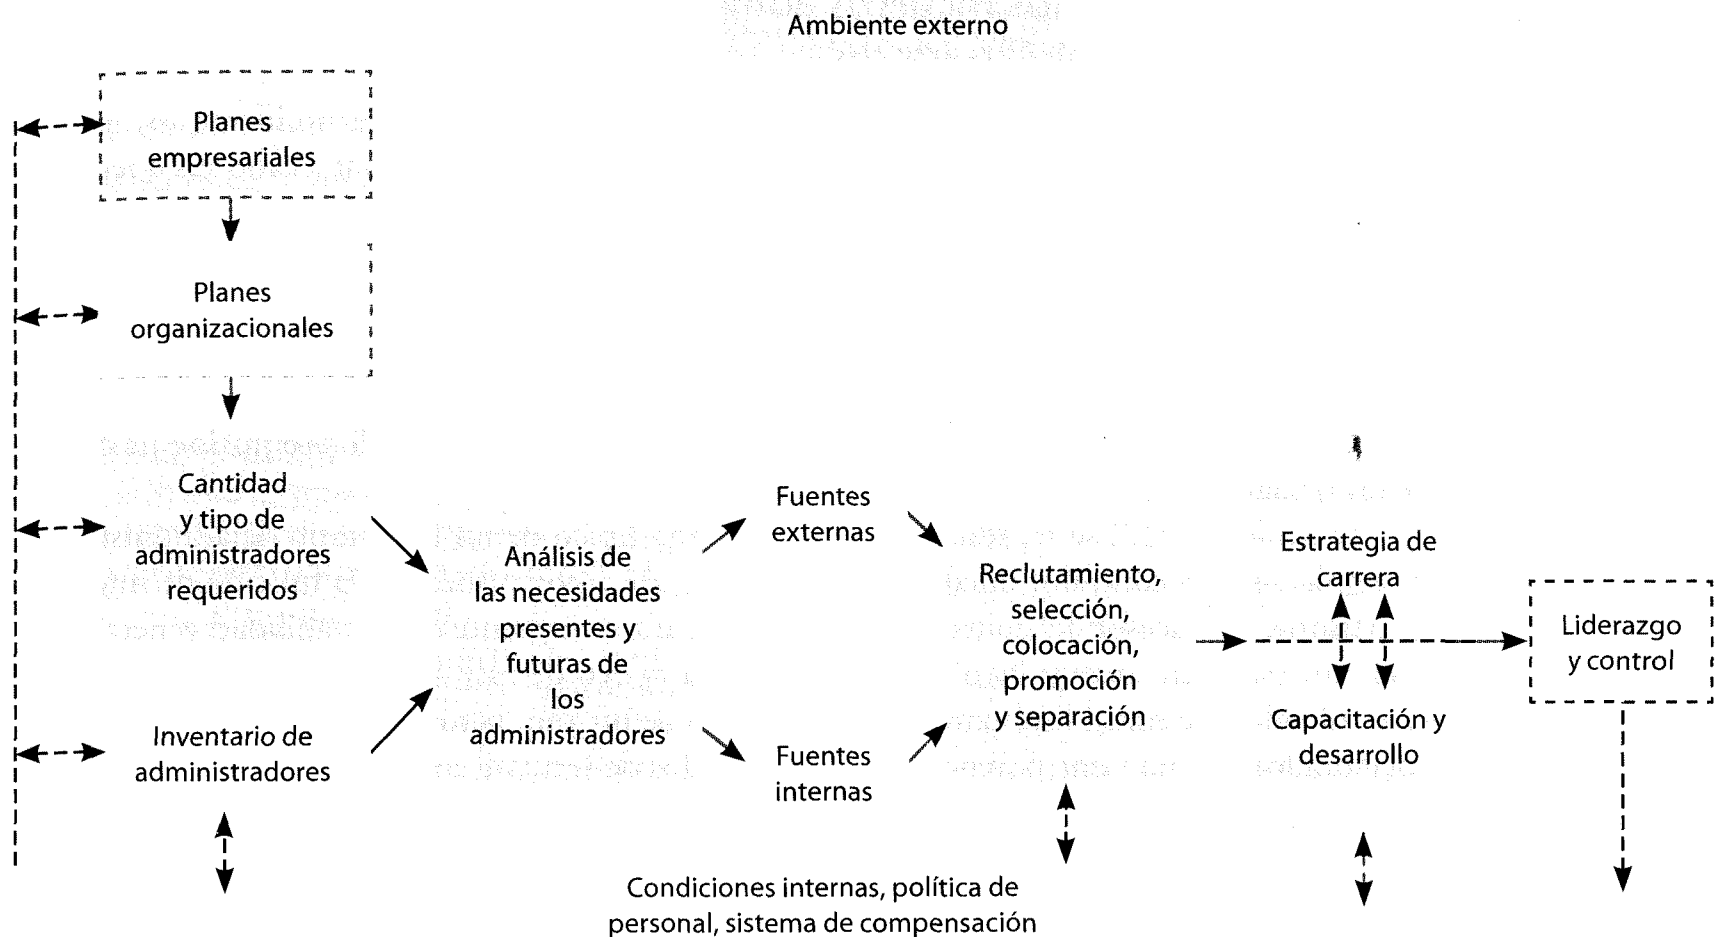 Ambiente externo
Planes
empresariales
Planes
organizacionales
Cantidad
y tipo de
administradores
requeridos
Inventario de
administradores
Análisis de
las necesidades
presentes y
futuras de
los
administradores
Fuentes
externas
Fuentes
internas
Reclutamiento,
selección,
colocación,
promoción
y separación
Estrategia de
carrera
Capacitación y
desarrollo
Liderazgo
y control
Condiciones internas, política de
personal, sistema de compensación